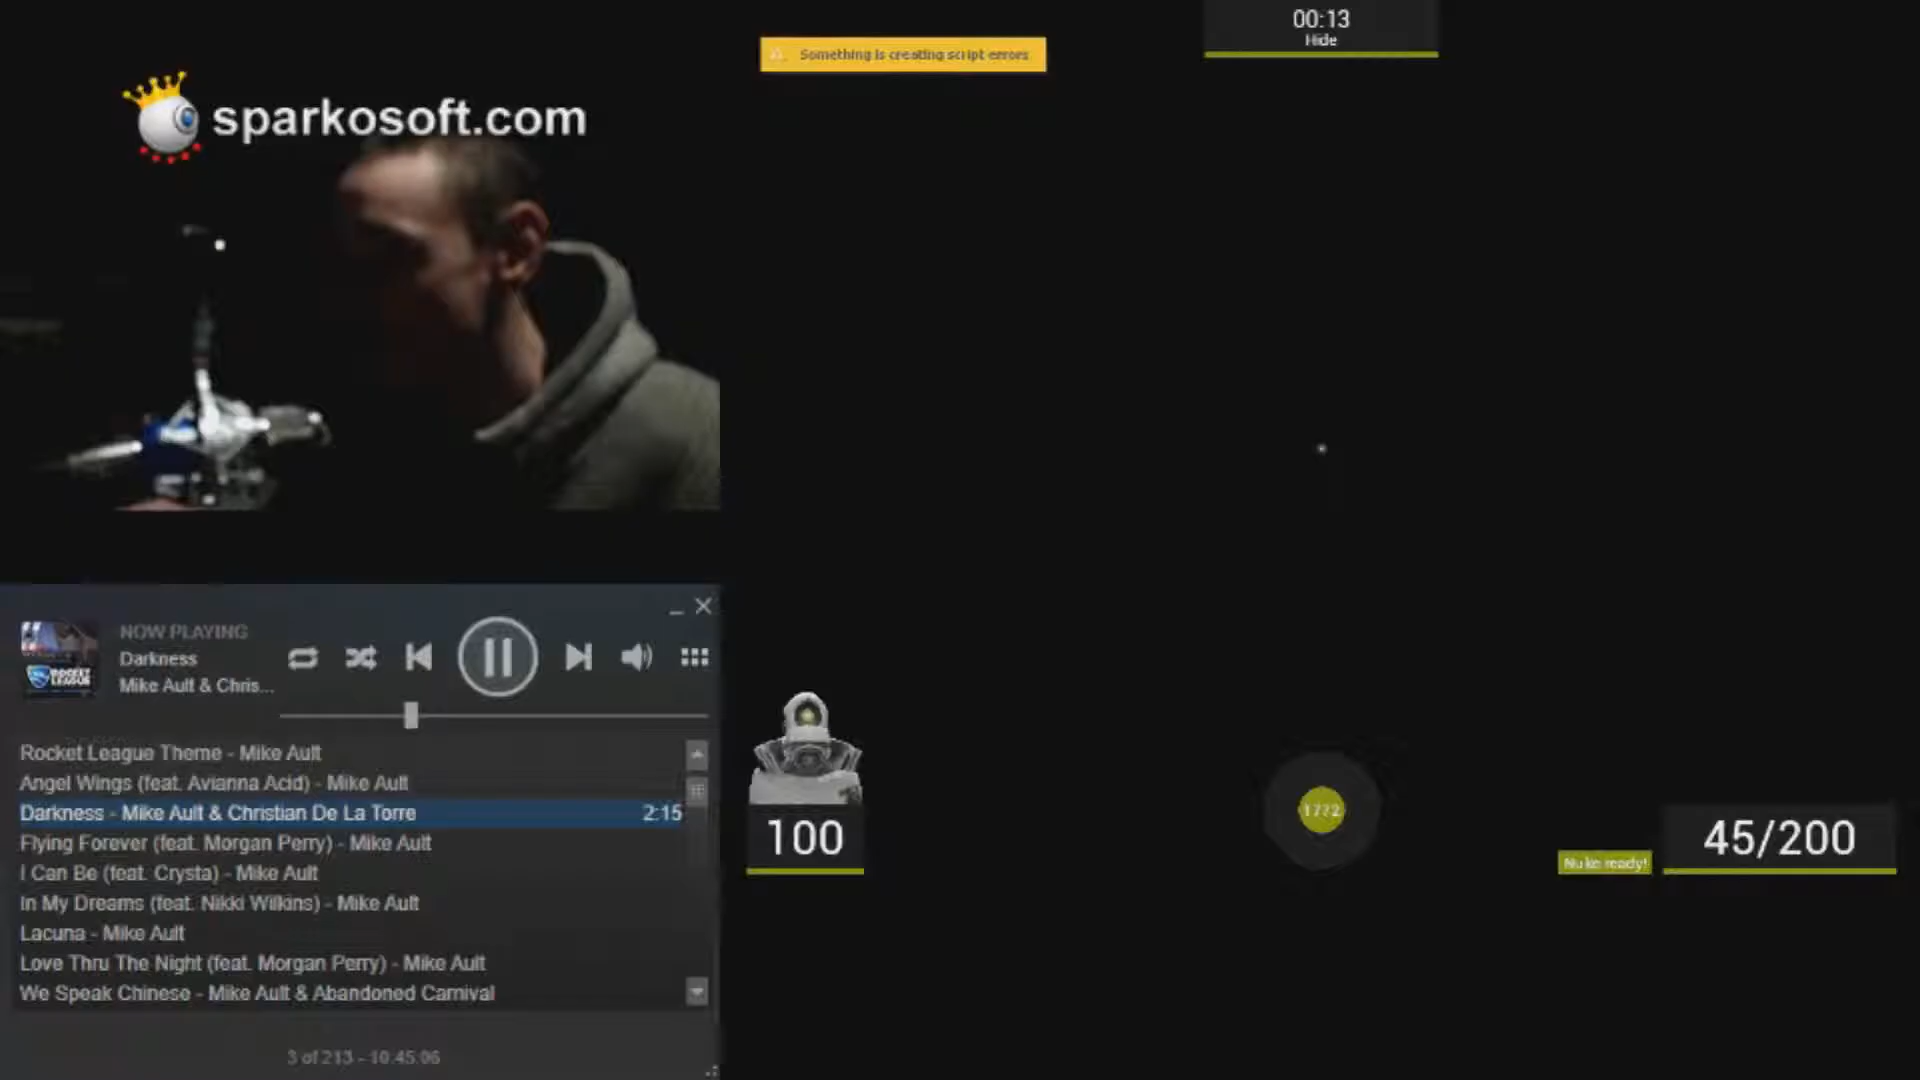 sparkosoft.com
Something is creating script errors
00:13
Hide
NOW PLAYING
Darkness
Mike Ault & Chris...
ROCKET
LEAGUE
Rocket League Theme - Mike Ault
Angel Wings (feat. Avianna Acid) - Mike Ault
Darkness - Mike Ault & Christian De La Torre 2:15
Flying Forever (feat. Morgan Perry) - Mike Ault
I Can Be (feat. Crysta) - Mike Ault
In My Dreams (feat. Nikki Wilkins) - Mike Ault
Lacuna - Mike Ault
Love Thru The Night (feat. Morgan Perry) - Mike Ault
We Speak Chinese - Mike Ault & Abandoned Carnival
3 of 213 - 10:45:06
100
Nuke ready!
45/200